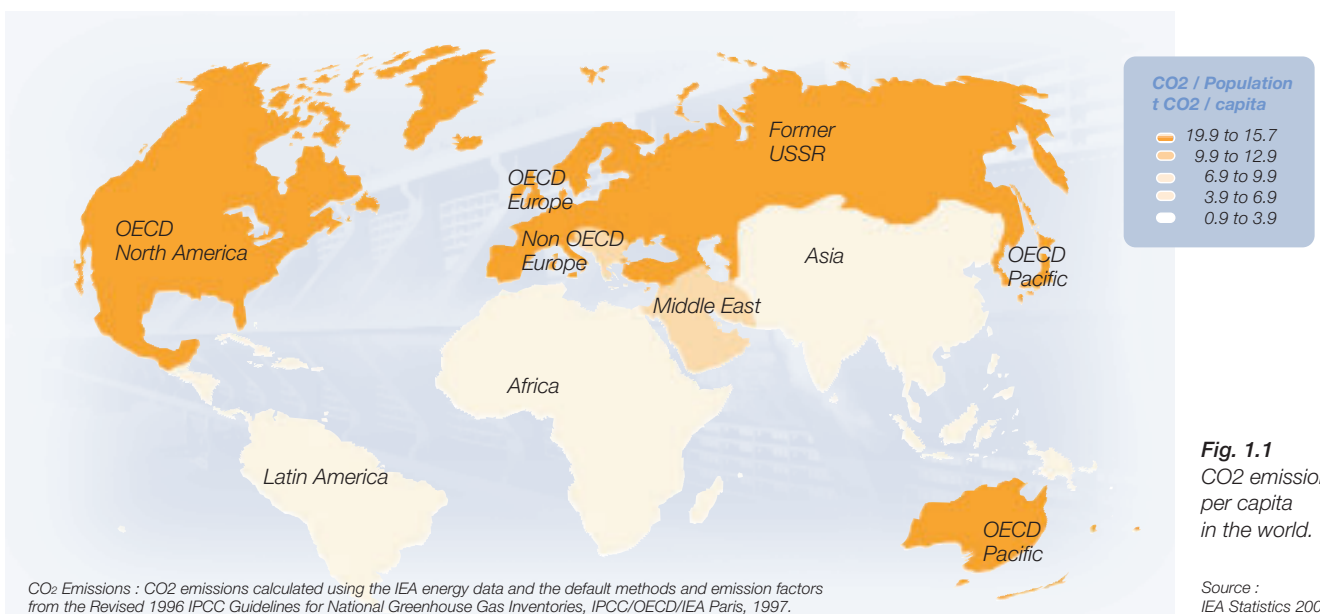 CO2 / Population
t CO2 / capita
19.9 to 15.7
9.9 to 12.9
6.9 to 9.9
3.9 to 6.9
0.9 to 3.9
Former
USSR
OECD
Europe
OECD
North America
Non OECD
Europe
Asia
OECD
Pacific
Middle East
Africa
Latin America
OECD
Pacific
Fig. 1.1
CO2 emission
per capita
in the world.
CO2 Emissions : CO2 emissions calculated using the IEA energy data and the default methods and emission factors
from the Revised 1996 IPCC Guidelines for National Greenhouse Gas Inventories, IPCC/OECD/IEA Paris, 1997.
Source :
IEA Statistics